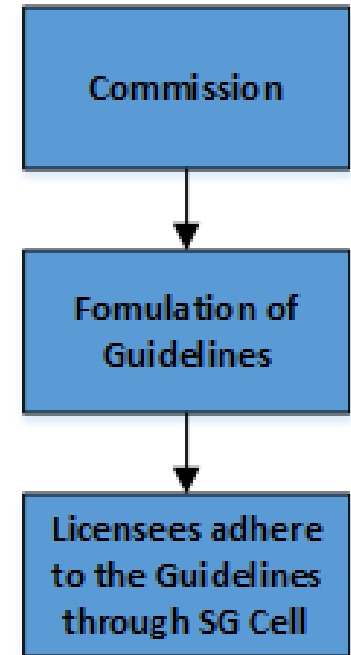 Commission
Fomulation of
Guidelines
Licensees adhere
to the Guidelines
through SG Cell